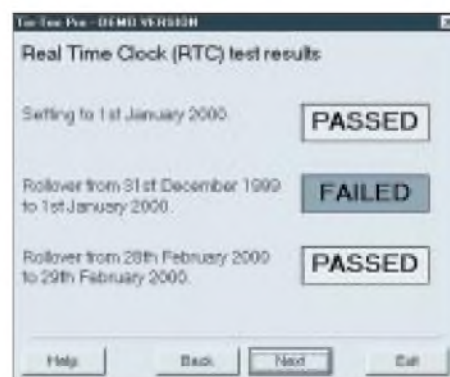 Pro - DEMO VERSION
Real Time Clock (RTC) test results
Setting to 1st January 2000
PASSED
Rollover from 31st December 1999
to 1st January 2000.
FAILED
Rollover from 28th February 2000
to 29th February 2000.
PASSED
Help
Back
Next
Exit